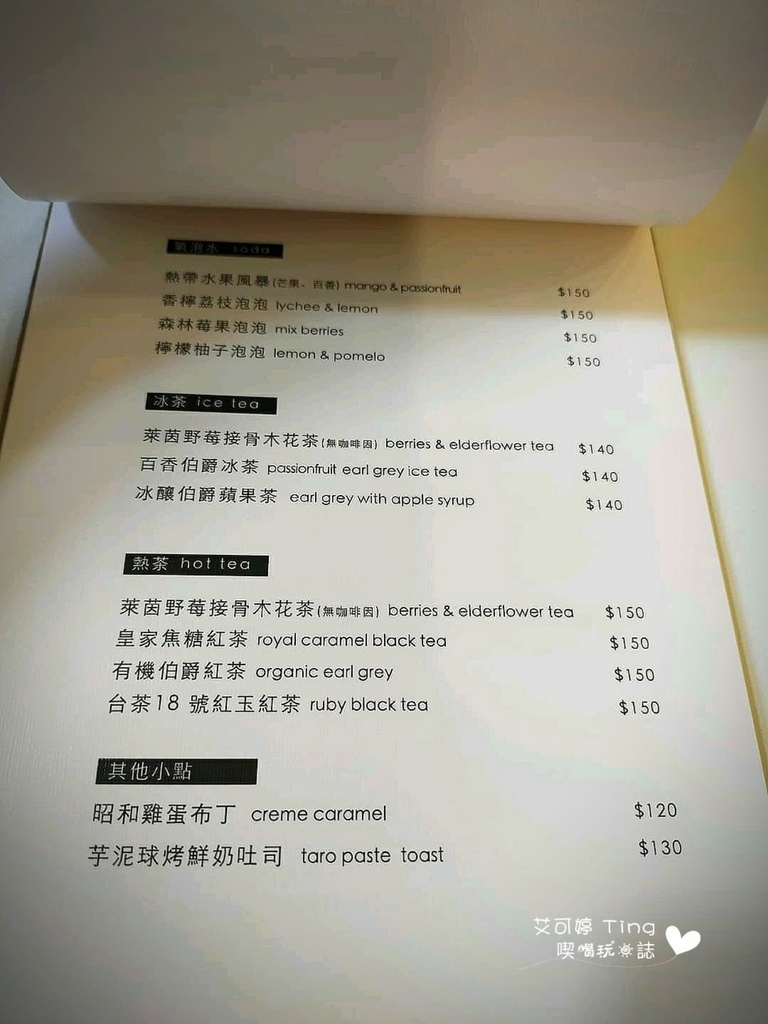 氣泡水 soda
熱帶水果風暴(芒果、百香) mango & passionfruit $150
香檸荔枝泡泡 lychee & lemon $150
森林莓果泡泡 mix berries $150
檸檬柚子泡泡 lemon & pomelo $150
冰茶 ice tea
萊茵野莓接骨木花茶(無咖啡因) berries & elderflower tea $140
百香伯爵冰茶 passionfruit earl grey ice tea $140
冰釀伯爵蘋果茶 earl grey with apple syrup $140
熱茶 hot tea
萊茵野莓接骨木花茶(無咖啡因) berries & elderflower tea $150
皇家焦糖紅茶 royal caramel black tea $150
有機伯爵紅茶 organic earl grey $150
台茶18 號紅玉紅茶 ruby black tea $150
其他小點
昭和雞蛋布丁 creme caramel $120
芋泥球烤鮮奶吐司 taro paste toast $130
艾可婷 Ting
喫喝玩樂誌